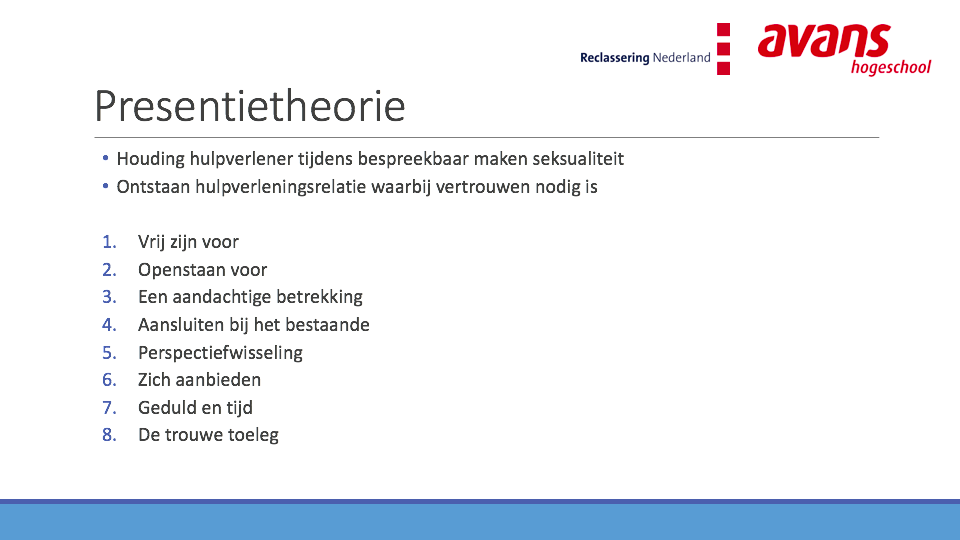 Reclassering Nederland
avans
hogeschool
Presentietheorie
• Houding hulpverlener tijdens bespreekbaar maken seksualiteit
• Ontstaan hulpverleningsrelatie waarbij vertrouwen nodig is
1. Vrij zijn voor
2. Openstaan voor
3. Een aandachtige betrekking
4. Aansluiten bij het bestaande
5. Perspectiefwisseling
6. Zich aanbieden
7. Geduld en tijd
8. De trouwe toeleg